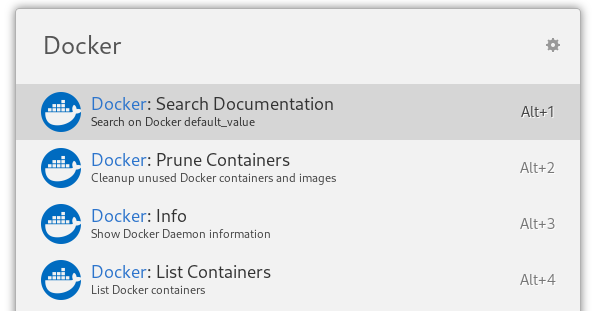 Docker
Docker: Search Documentation
Search on Docker default_value
Alt+1
Docker: Prune Containers
Cleanup unused Docker containers and images
Alt+2
Docker: Info
Show Docker Daemon information
Alt+3
Docker: List Containers
List Docker containers
Alt+4